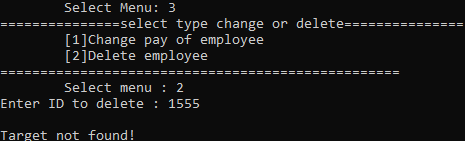 Select Menu: 3
===============select type change or delete===============
[1]Change pay of employee
[2]Delete employee
==================================================
Select menu : 2
Enter ID to delete : 1555
Target not found!